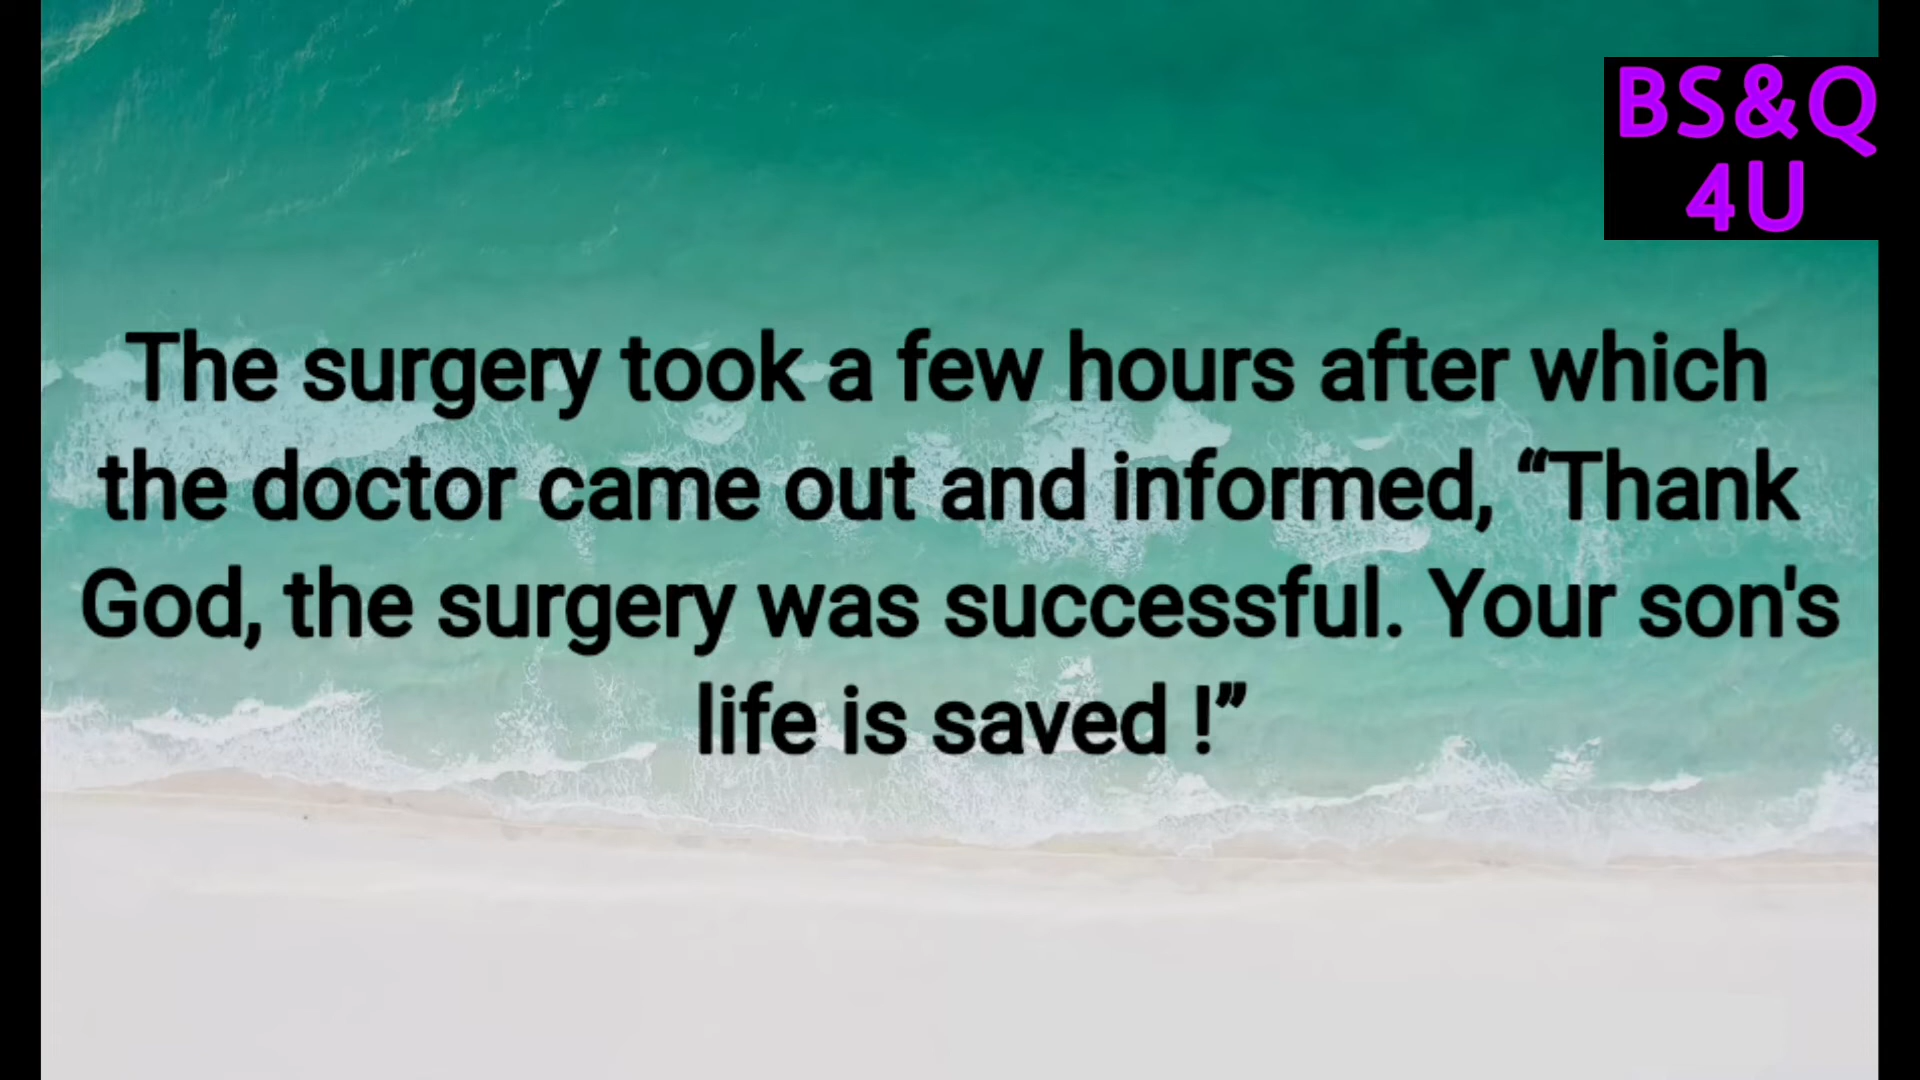 BS&Q
4U
The surgery took a few hours after which
the doctor came out and informed, “Thank
God, the surgery was successful. Your son's
life is saved !”